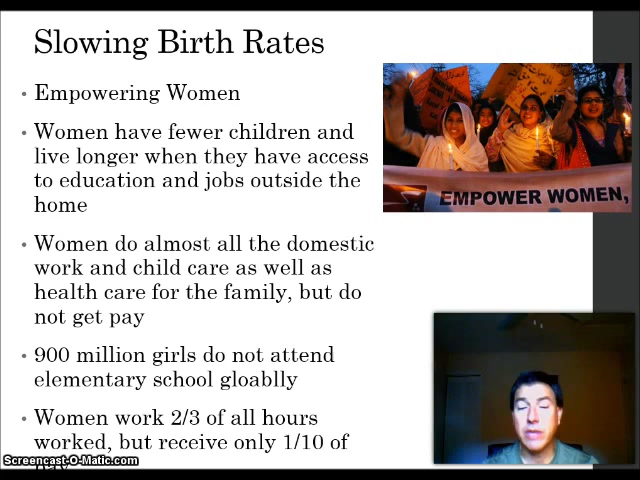 Slowing Birth Rates
• Empowering Women
• Women have fewer children and
live longer when they have access
to education and jobs outside the
home
• Women do almost all the domestic
work and child care as well as
health care for the family, but do
not get pay
• 900 million girls do not attend
elementary school gloablly
• Women work 2/3 of all hours
worked, but receive only 1/10 of
EMPOWER WOMEN,
Screencast-O-Matic.com